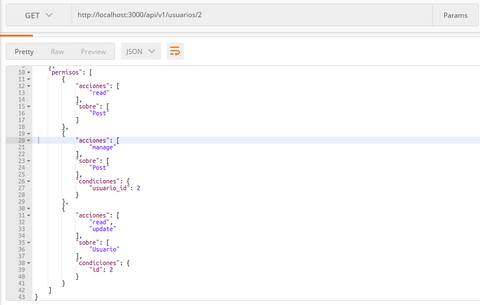 GET http://localhost:3000/api/v1/usuarios/2 Params
Pretty Raw Preview JSON
9 },
10 "permisos": [
11 {
12 "acciones": [
13 "read"
14 ],
15 "sobre": [
16 "Post"
17 ]
18 },
19 {
20 "acciones": [
21 "manage"
22 ],
23 "sobre": [
24 "Post"
25 ],
26 "condiciones": {
27 "usuario_id": 2
28 }
29 },
30 {
31 "acciones": [
32 "read",
33 "update"
34 ],
35 "sobre": [
36 "Usuario"
37 ],
38 "condiciones": {
39 "id": 2
40 }
41 }
42 ]
43 }